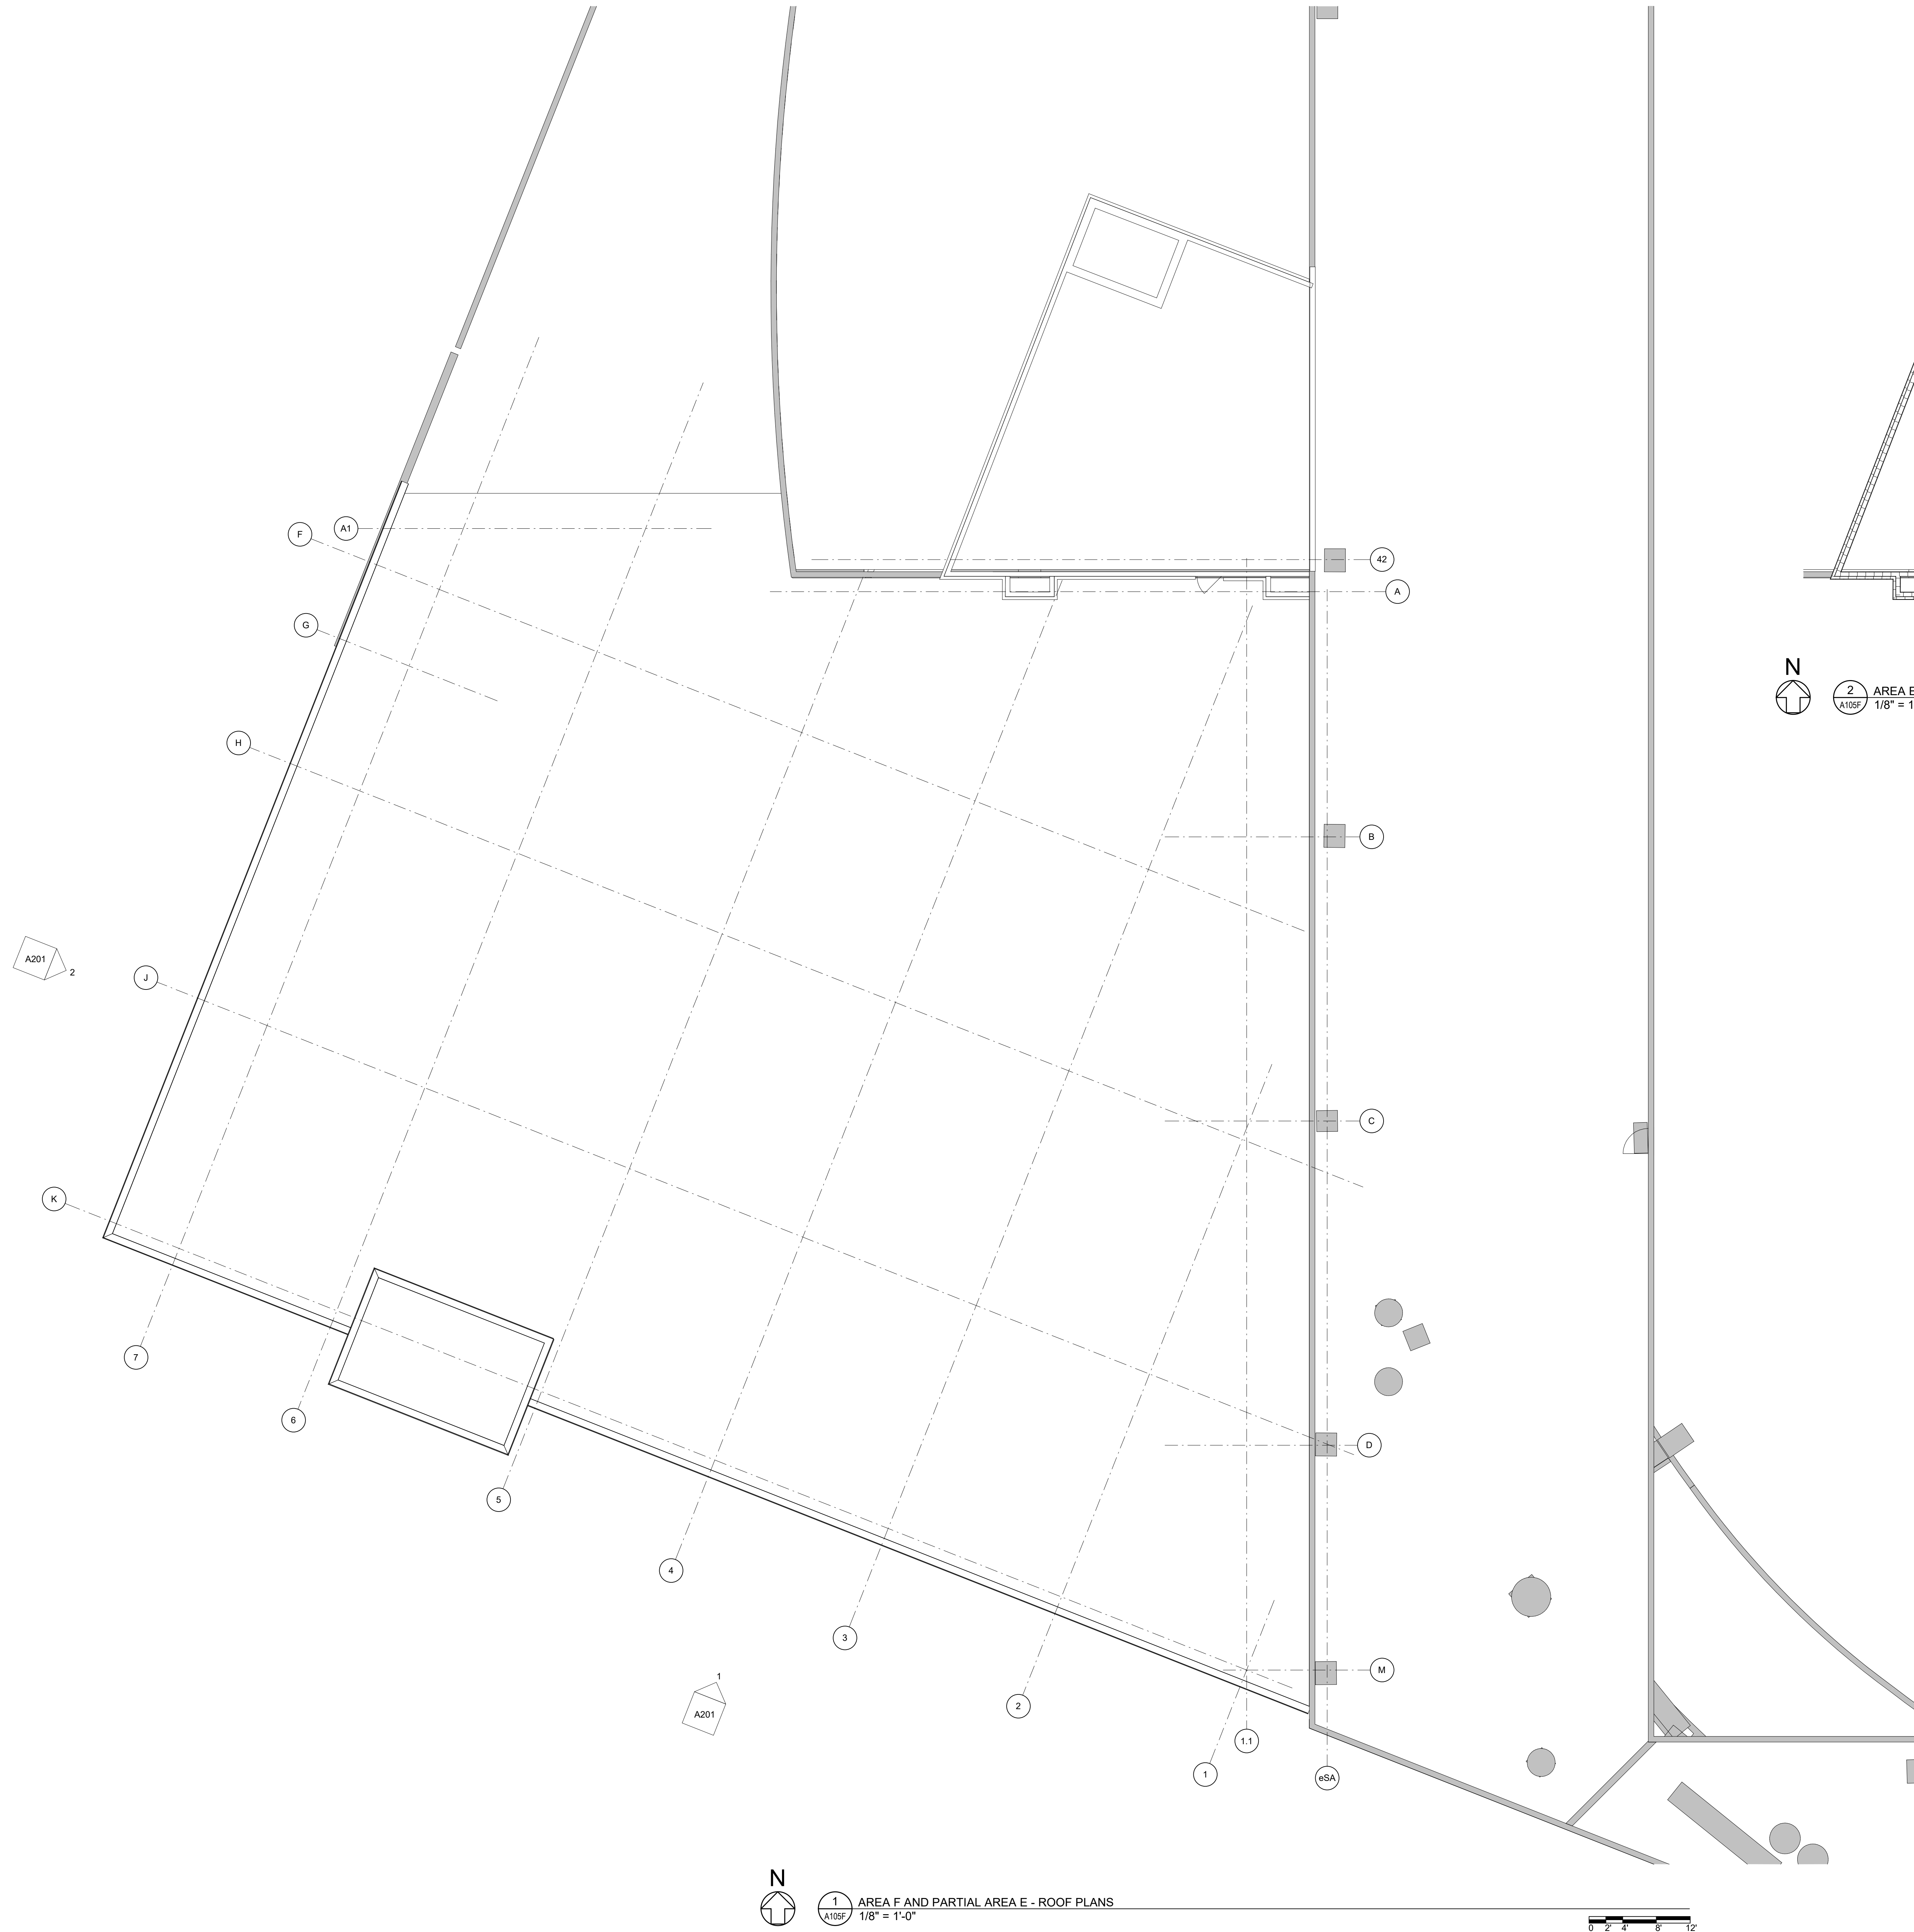 F
A1
42
A
G
N
2
A105F
AREA E
1/8" = 1
H
B
A201
2
J
C
K
7
6
D
5
4
3
M
1
A201
2
1.1
1
eSA
N
1
A105F
AREA F AND PARTIAL AREA E - ROOF PLANS
1/8" = 1'-0"
0 2' 4' 8' 12'